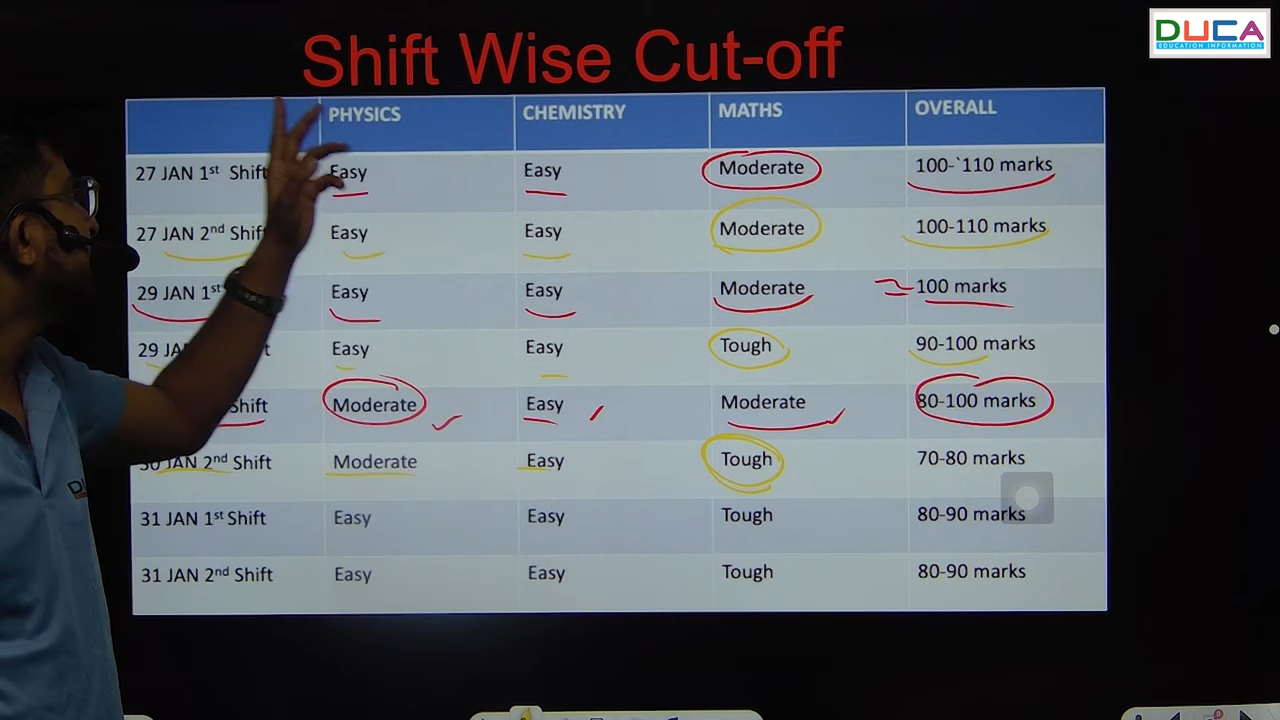 DUCA
EDUCATION INFORMATION
Shift Wise Cut-off
PHYSICS CHEMISTRY MATHS OVERALL
27 JAN 1st Shift Easy Easy Moderate 100-`110 marks
27 JAN 2nd Shift Easy Easy Moderate 100-110 marks
29 JAN 1st Easy Easy Moderate ≈ 100 marks
29 Easy Easy Tough 90-100 marks
Shift Moderate Easy Moderate 80-100 marks
30 JAN 2nd Shift Moderate Easy Tough 70-80 marks
31 JAN 1st Shift Easy Easy Tough 80-90 marks
31 JAN 2nd Shift Easy Easy Tough 80-90 marks